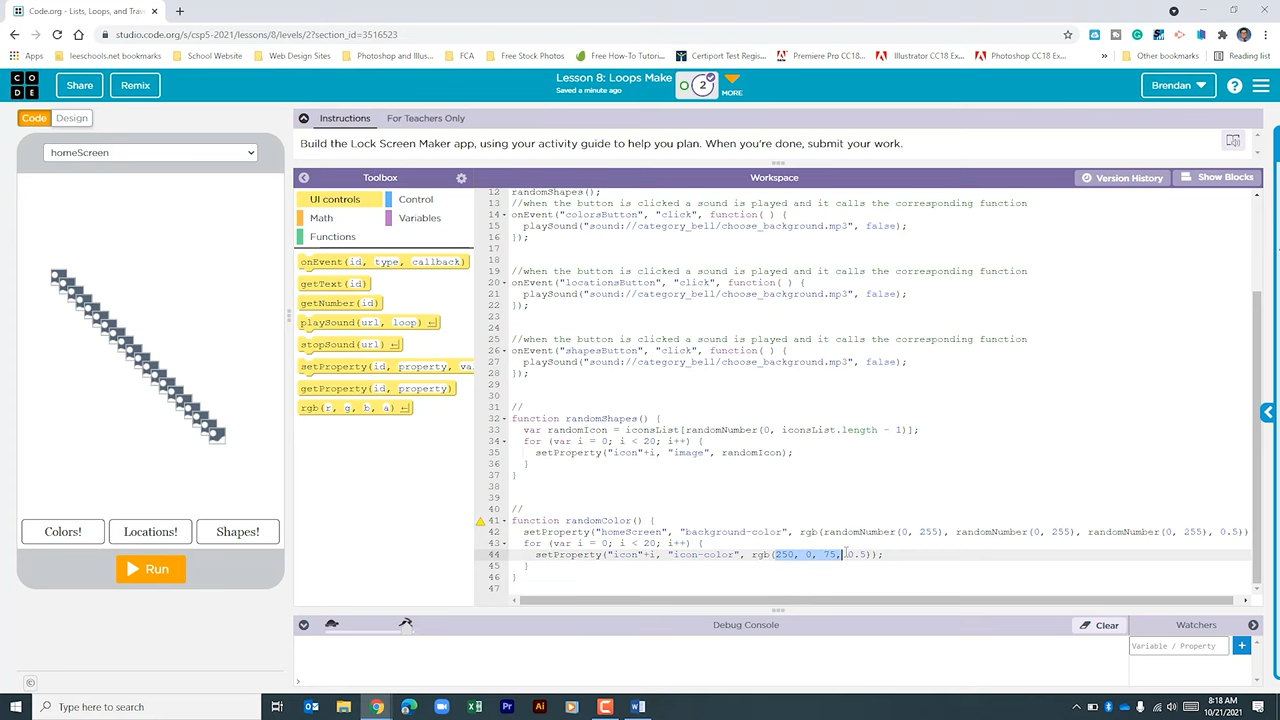 Code.org - Lists, Loops, and Trav
studio.code.org/s/csp5-2021/lessons/8/levels/2?section_id=3516523
Apps
leeschools.net bookmarks
School Website
Web Design Sites
Photoshop and Illust...
FCA
Free Stock Photos
Free How-To Tutori...
Certiport Test Regist...
Premiere Pro CC18...
Illustrator CC18 Ex...
Photoshop CC18 Ex...
»
Other bookmarks
Reading list
CO
DE
Share
Remix
Lesson 8: Loops Make
Saved a minute ago
2
MORE
Brendan
Code
Design
Instructions
For Teachers Only
homeScreen
Build the Lock Screen Maker app, using your activity guide to help you plan. When you're done, submit your work.
Toolbox
Workspace
Version History
Show Blocks
UI controls
Control
Math
Variables
Functions
onEvent(id, type, callback)
getText(id)
getNumber(id)
playSound(url, loop)
stopSound(url)
setProperty(id, property, va
getProperty(id, property)
rgb(r, g, b, a)
12 randomShapes();
13 //when the button is clicked a sound is played and it calls the corresponding function
14 onEvent("colorsButton", "click", function( ) {
15 playSound("sound://category_bell/choose_background.mp3", false);
16 });
17
18
19 //when the button is clicked a sound is played and it calls the corresponding function
20 onEvent("locationsButton", "click", function( ) {
21 playSound("sound://category_bell/choose_background.mp3", false);
22 });
23
24
25 //when the button is clicked a sound is played and it calls the corresponding function
26 onEvent("shapesButton", "click", function( ) {
27 playSound("sound://category_bell/choose_background.mp3", false);
28 });
29
30
31 //
32 function randomShapes() {
33 var randomIcon = iconsList[randomNumber(0, iconsList.length - 1)];
34 for (var i = 0; i < 20; i++) {
35 setProperty("icon"+i, "image", randomIcon);
36 }
37 }
38
39
40 //
41 function randomColor() {
42 setProperty("homeScreen", "background-color", rgb(randomNumber(0, 255), randomNumber(0, 255), randomNumber(0, 255), 0.5))
43 for (var i = 0; i < 20; i++) {
44 setProperty("icon"+i, "icon-color", rgb(250, 0, 75, .5));
45 }
46 }
47
Colors!
Locations!
Shapes!
Run
Debug Console
Clear
Watchers
Variable / Property
Type here to search
8:18 AM
10/21/2021